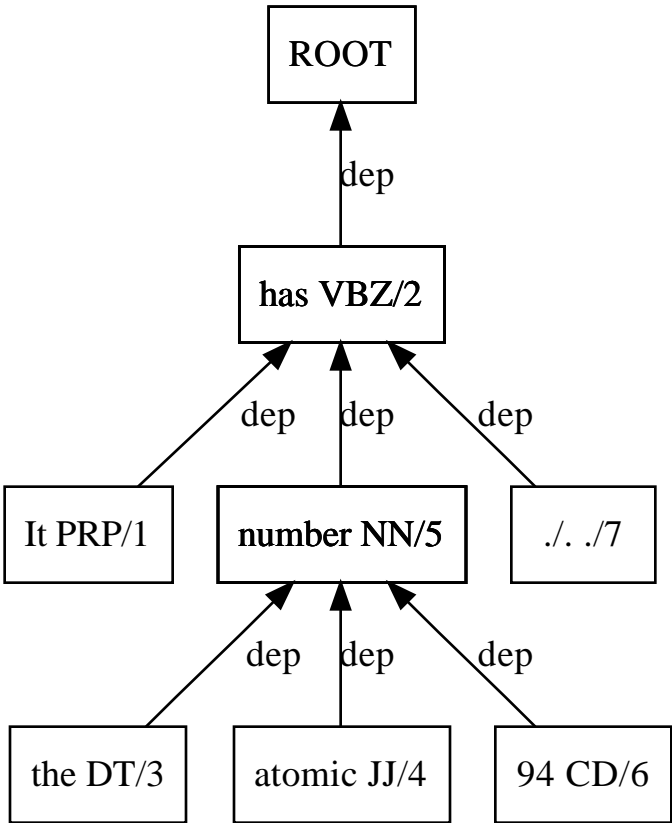 ROOT
dep
has VBZ/2
dep dep dep
It PRP/1 number NN/5 ./. ./7
dep dep dep
the DT/3 atomic JJ/4 94 CD/6